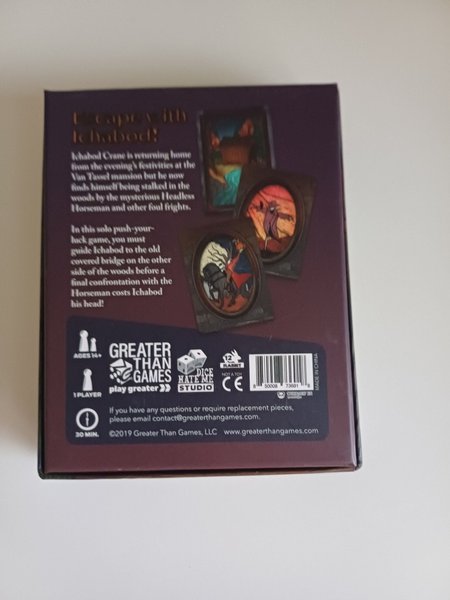 Escape with
Ichabod!
Ichabod Crane is returning home
from the evening's festivities at the
Van Tassel mansion but he now
finds himself being stalked in the
woods by the mysterious Headless
Horseman and other foul frights.
In this solo push-your-
luck game, you must
guide Ichabod to the old
covered bridge on the other
side of the woods before a
final confrontation with the
Horseman costs Ichabod
his head!
AGES 14+
1 PLAYER
30 MIN.
GREATER
THAN
GAMES
play greater
DICE
HATE ME
STUDIO
12
RABBIT
NOT A TOY
CE
MADE IN CHINA
If you have any questions or require replacement pieces,
please email contact@greaterthangames.com.
©2019 Greater Than Games, LLC www.greaterthangames.com